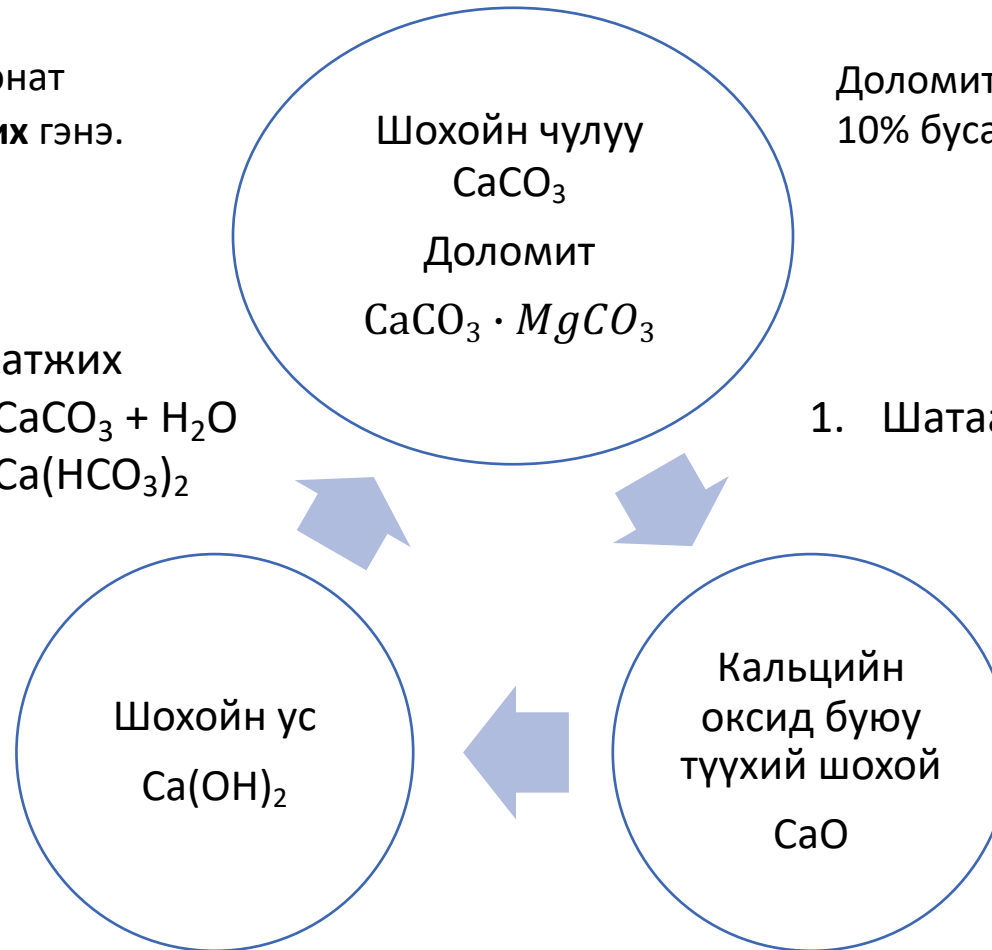 онат
их гэнэ.
Доломит
10% буса
Шохойн чулуу
CaCO₃
Доломит
CaCO₃ · MgCO₃
атжих
CaCO₃ + H₂O
Ca(HCO₃)₂
1. Шатаа
Шохойн ус
Ca(OH)₂
Кальцийн
оксид буюу
түүхий шохой
CaO